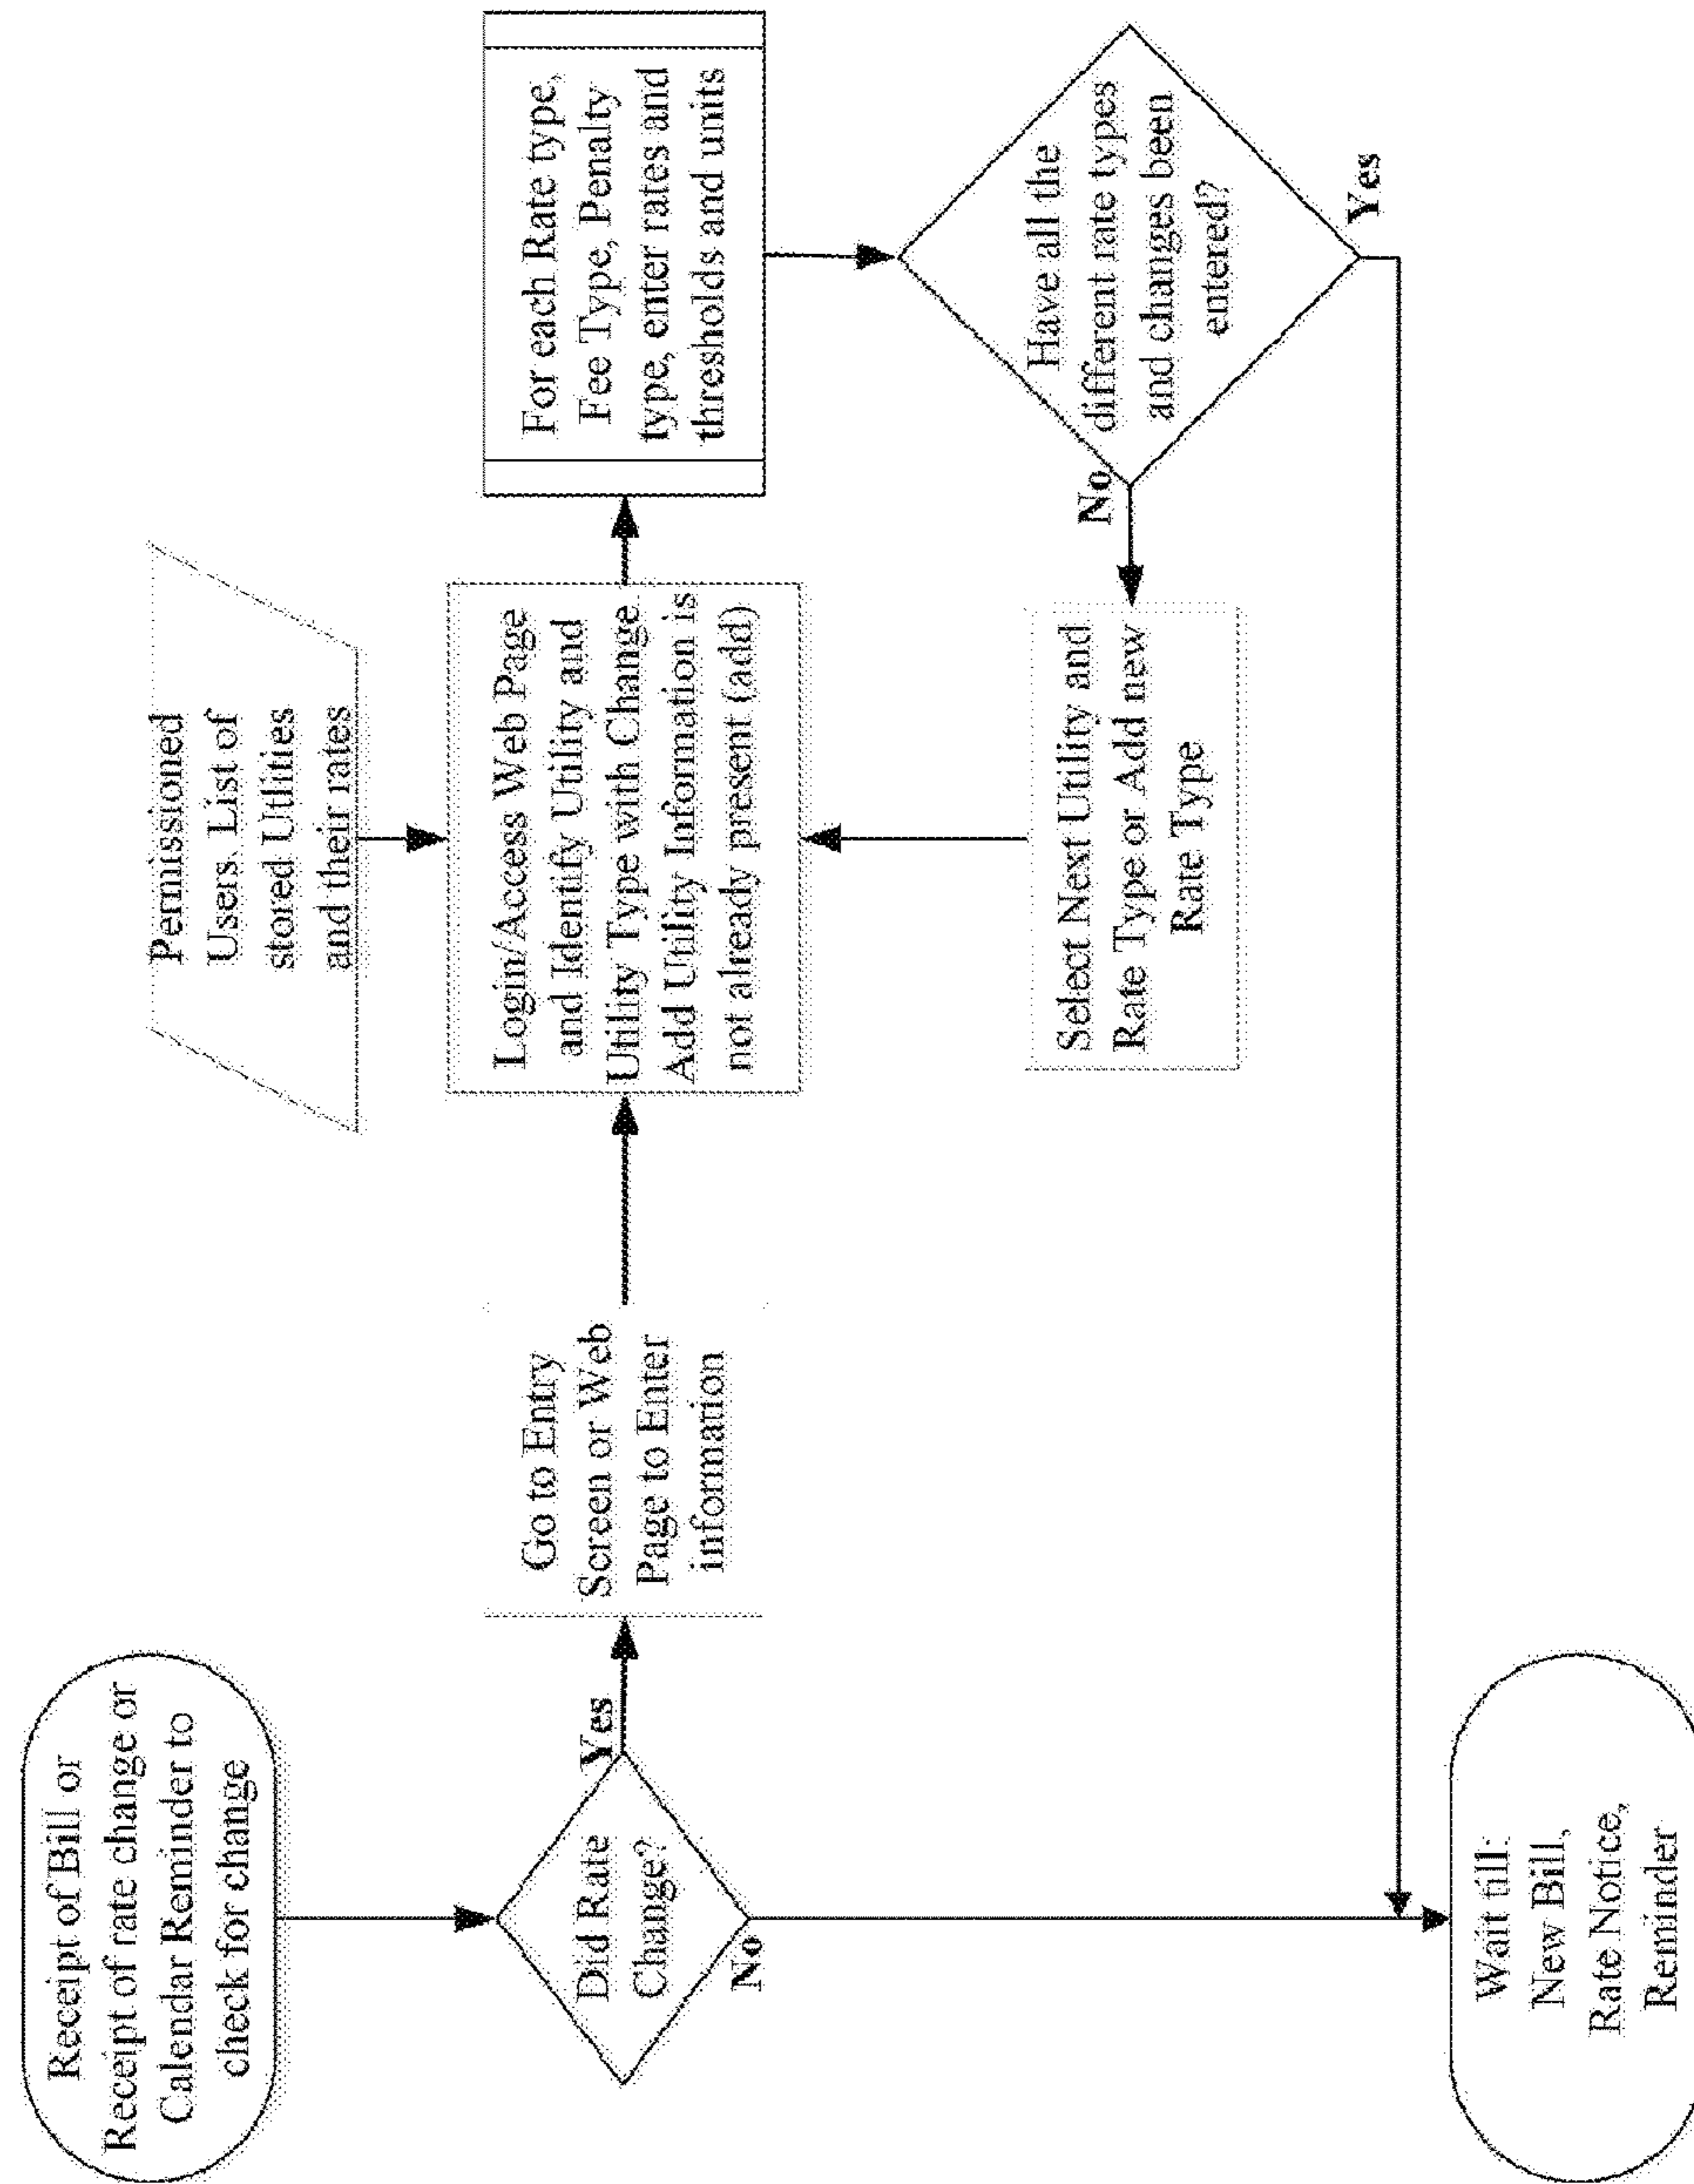 Receipt of Bill or
Receipt of rate change or
Calendar Reminder to
check for change
Did Rate
Change?
Yes
No
Go to Entry
Screen or Web
Page to Enter
information
Permissioned
Users. List of
stored Utilities
and their rates
Login/Access Web Page
and Identify Utility and
Utility Type with Change
Add Utility Information is
not already present (add)
For each Rate type,
Fee Type, Penalty
type, enter rates and
thresholds and units
Have all the
different rate types
and changes been
entered?
No
Yes
Select Next Utility and
Rate Type or Add new
Rate Type
Wait till:
New Bill,
Rate Notice,
Reminder